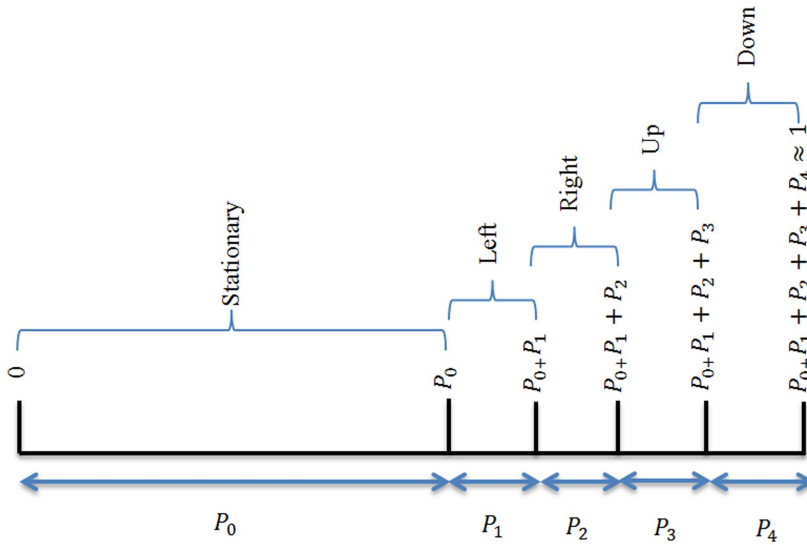 Stationary
Left
Right
Up
Down
0
P₀
P₀₊P₁
P₀₊P₁ + P₂
P₀₊P₁ + P₂ + P₃
P₀₊P₁ + P₂ + P₃ + P₄ ≈ 1
P₀
P₁
P₂
P₃
P₄